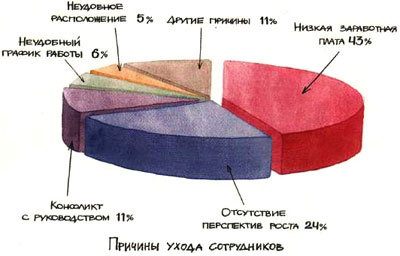 Неудобное
расположение 5%
Другие причины 11%
Низкая заработная
плата 43%
Неудобный
график работы 6%
Конфликт
с руководством 11%
Отсутствие
перспектив роста 24%
Причины ухода сотрудников